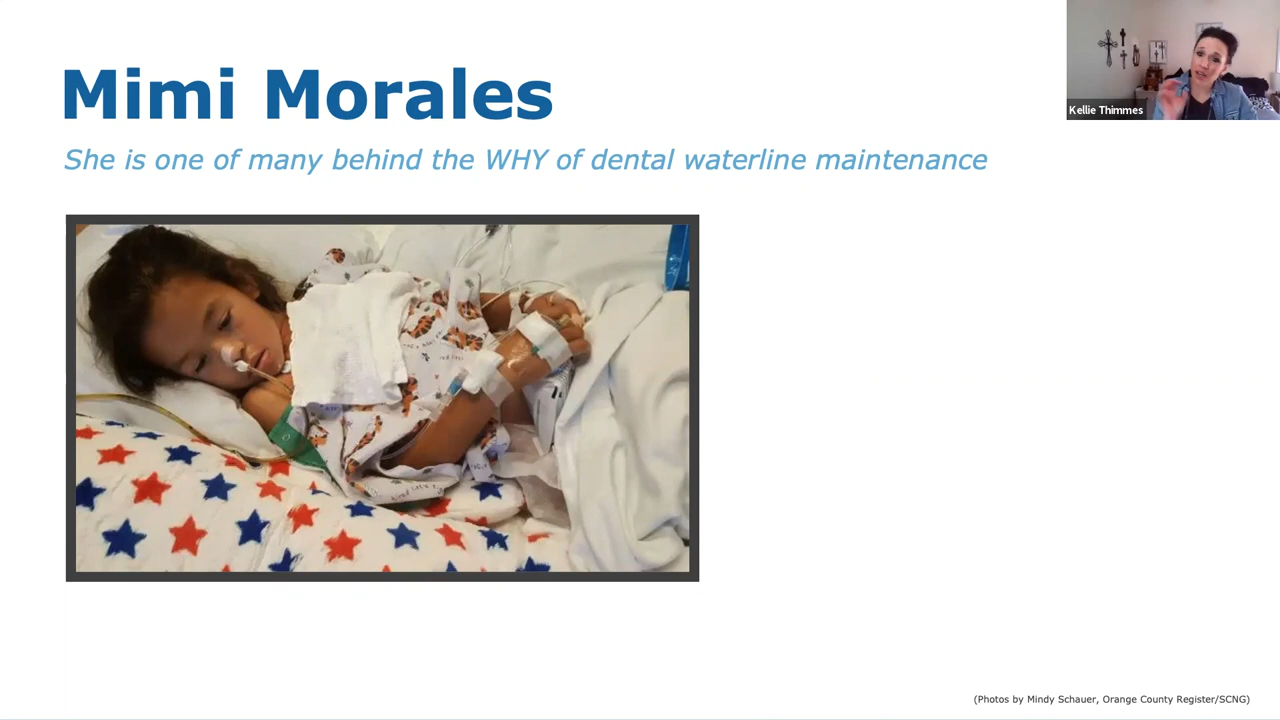 Mimi Morales
She is one of many behind the WHY of dental waterline maintenance
Kellie Thimmes
(Photos by Mindy Schauer, Orange County Register/SCNG)